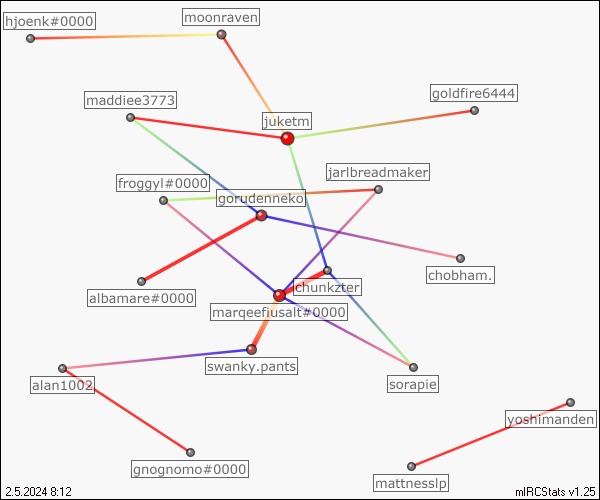 hjoenk#0000
moonraven
maddiee3773
goldfire6444
juketm
froggyl#0000
jarlbreadmaker
gorudenneko
chobham.
albamare#0000
chunkzter
marqeefiusalt#0000
swanky.pants
alan1002
sorapie
yoshimanden
gnognomo#0000
mattnesslp
2.5.2024 8:12
mIRCStats v1.25